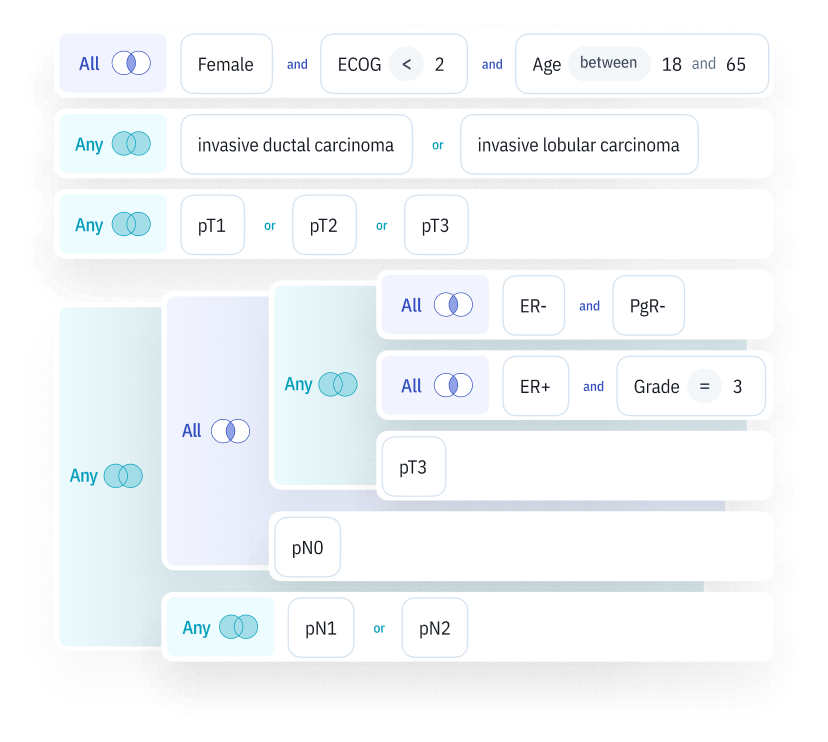 All Female and ECOG < 2 and Age between 18 and 65
Any invasive ductal carcinoma or invasive lobular carcinoma
Any pT1 or pT2 or pT3
All ER- and PgR-
Any
All ER+ and Grade = 3
All
pT3
Any
pN0
Any pN1 or pN2